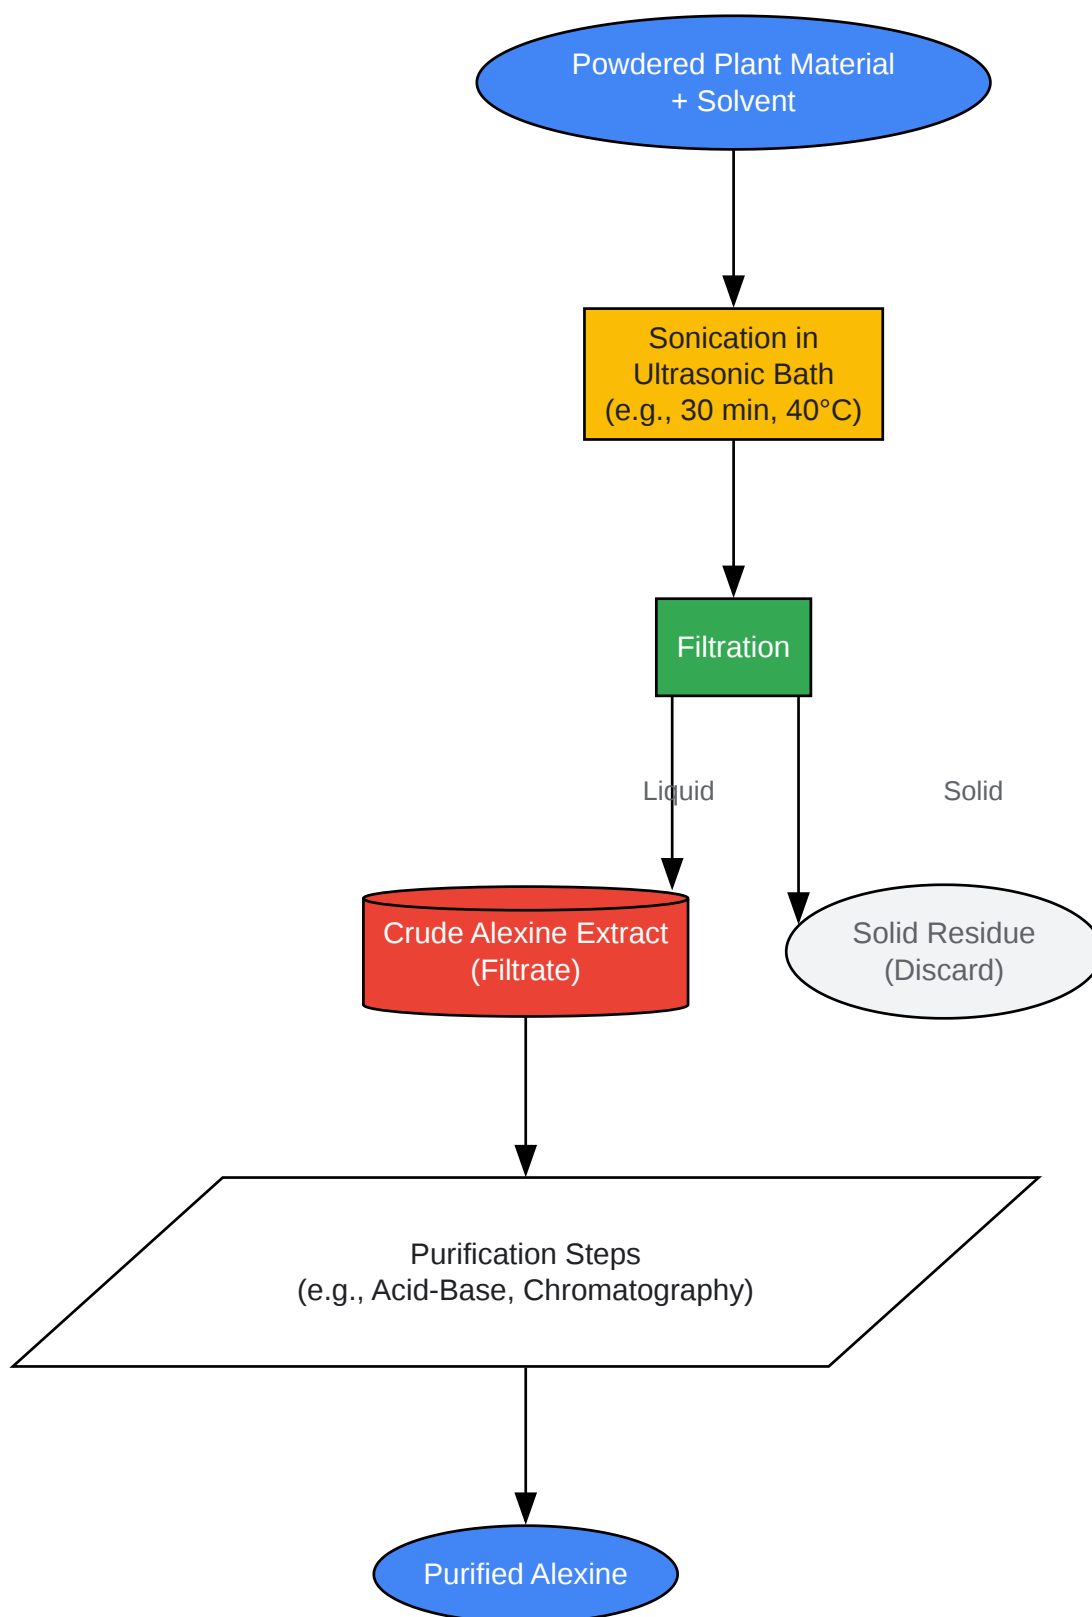 Powdered Plant Material
+ Solvent
Sonication in
Ultrasonic Bath
(e.g., 30 min, 40°C)
Filtration
Liquid
Solid
Crude Alexine Extract
(Filtrate)
Solid Residue
(Discard)
Purification Steps
(e.g., Acid-Base, Chromatography)
Purified Alexine